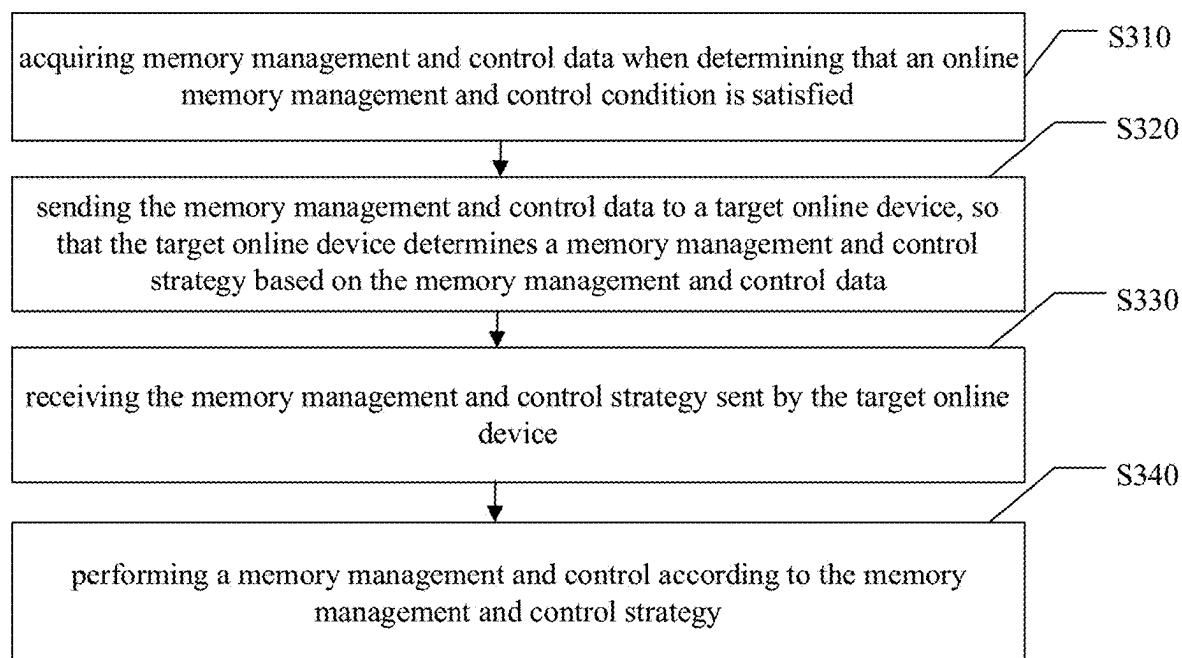 acquiring memory management and control data when determining that an online
memory management and control condition is satisfied
S310
S320
sending the memory management and control data to a target online device, so
that the target online device determines a memory management and control
strategy based on the memory management and control data
S330
receiving the memory management and control strategy sent by the target online
device
S340
performing a memory management and control according to the memory
management and control strategy